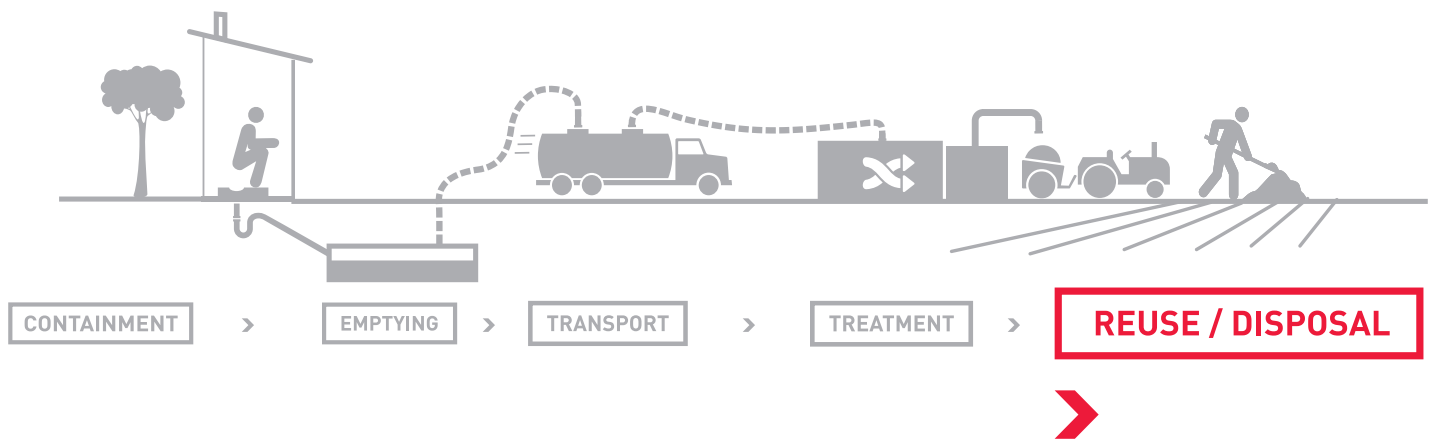 CONTAINMENT > EMPTYING > TRANSPORT > TREATMENT > REUSE / DISPOSAL